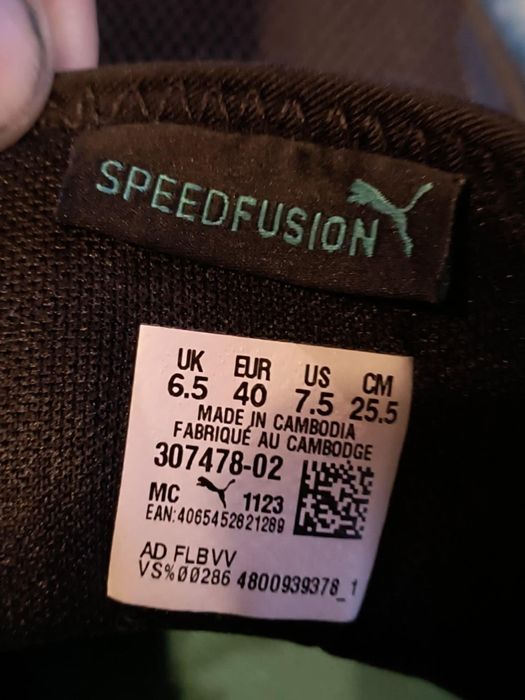 SPEEDFUSION
UK EUR US CM
6.5 40 7.5 25.5
MADE IN CAMBODIA
FABRIQUÉ AU CAMBODGE
307478-02
MC 1123
EAN:4065452821289
AD FLBVV
VS%00286 4800939378_1